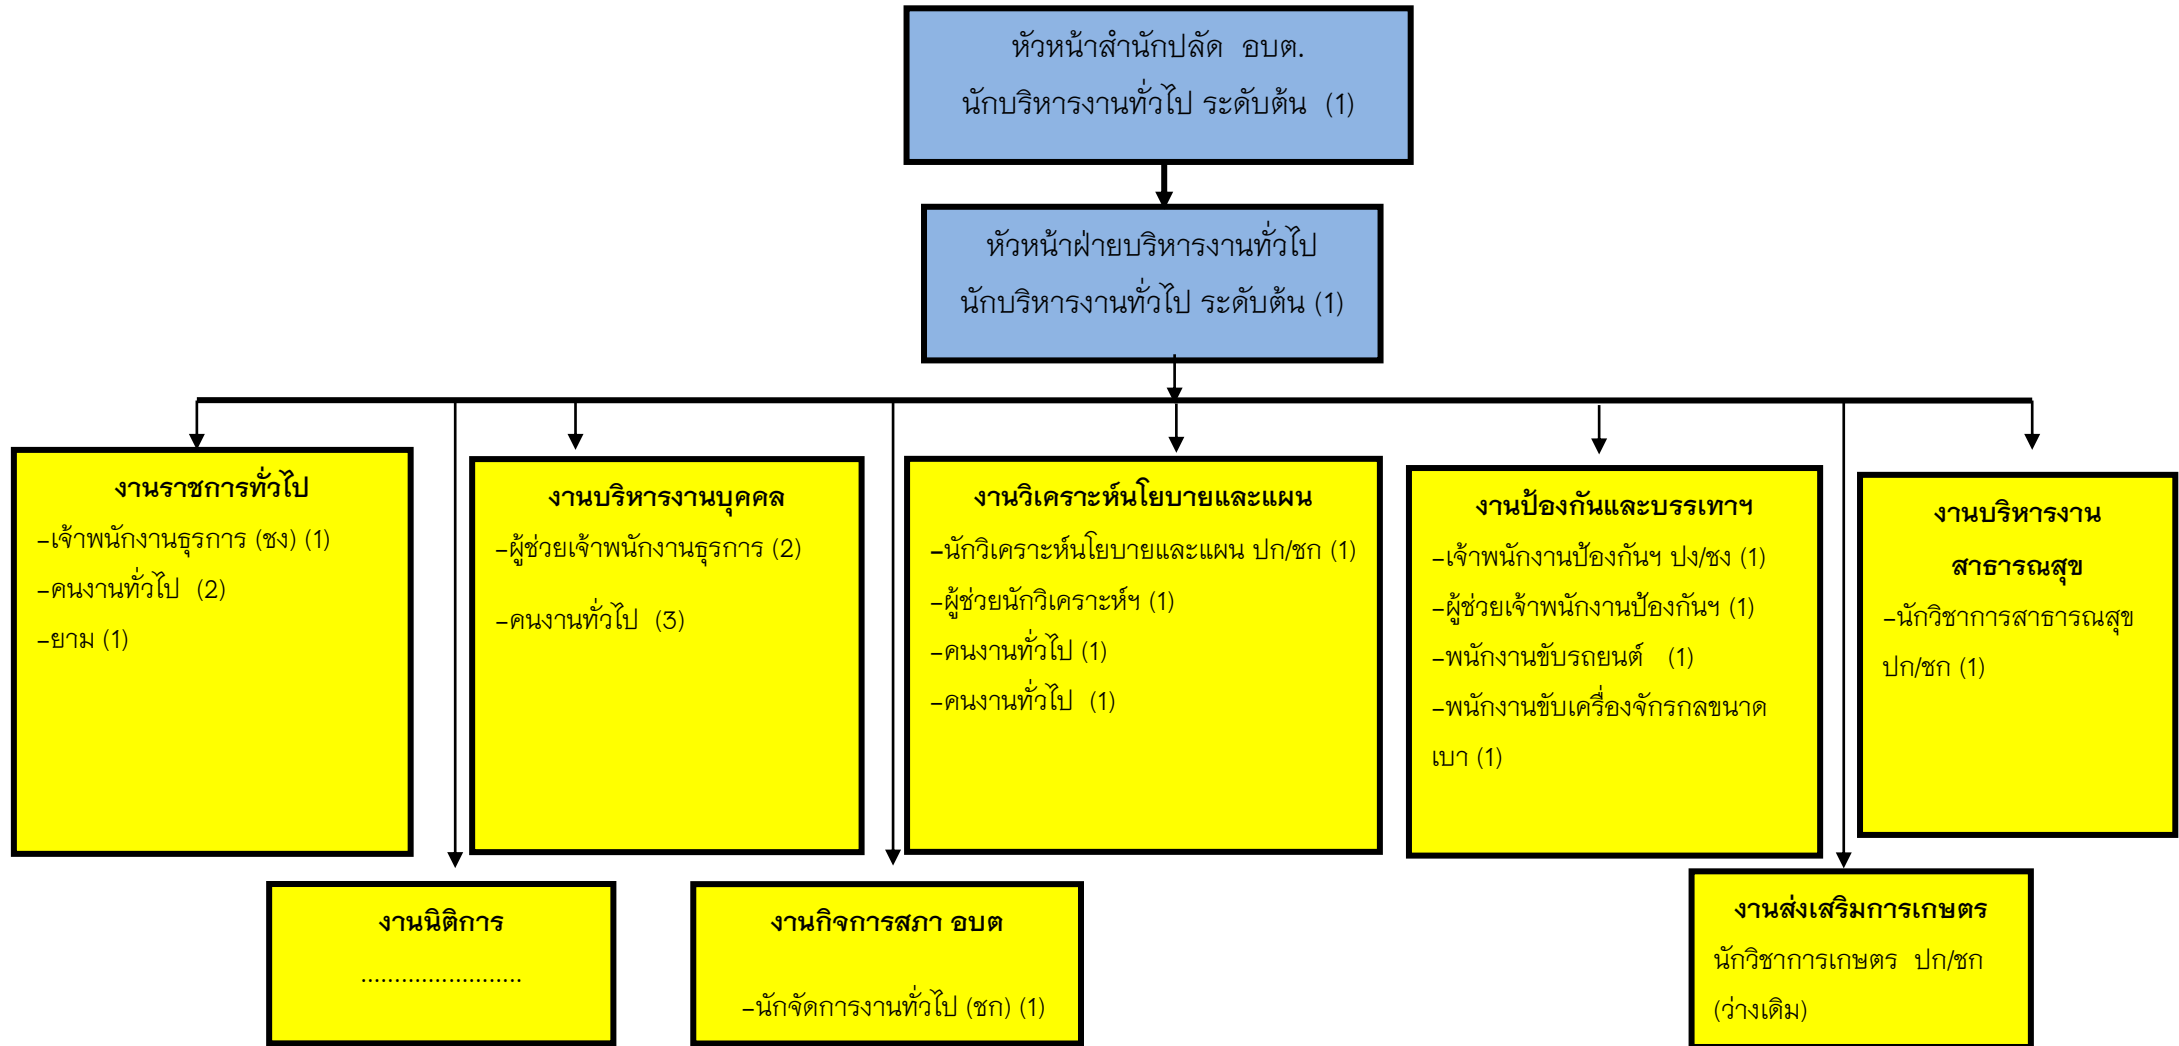 หัวหน้าสำนักปลัด อบต.
นักบริหารงานทั่วไป ระดับต้น (1)
หัวหน้าฝ่ายบริหารงานทั่วไป
นักบริหารงานทั่วไป ระดับต้น (1)
งานราชการทั่วไป
-เจ้าพนักงานธุรการ (ชง) (1)
-คนงานทั่วไป (2)
-ยาม (1)
งานบริหารงานบุคคล
-ผู้ช่วยเจ้าพนักงานธุรการ (2)
-คนงานทั่วไป (3)
งานวิเคราะห์นโยบายและแผน
-นักวิเคราะห์นโยบายและแผน ปก/ชก (1)
-ผู้ช่วยนักวิเคราะห์ฯ (1)
-คนงานทั่วไป (1)
-คนงานทั่วไป (1)
งานป้องกันและบรรเทาฯ
-เจ้าพนักงานป้องกันฯ ปง/ชง (1)
-ผู้ช่วยเจ้าพนักงานป้องกันฯ (1)
-พนักงานขับรถยนต์ (1)
-พนักงานขับเครื่องจักรกลขนาด
เบา (1)
งานบริหารงาน
สาธารณสุข
-นักวิชาการสาธารณสุข
ปก/ชก (1)
งานนิติการ
........................
งานกิจการสภา อบต
-นักจัดการงานทั่วไป (ชก) (1)
งานส่งเสริมการเกษตร
นักวิชาการเกษตร ปก/ชก
(ว่างเดิม)